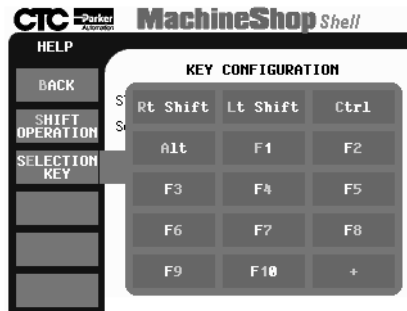 CTC Parker Automation MachineShop Shell
HELP
BACK
SHIFT OPERATION
SELECTION KEY
KEY CONFIGURATION
Rt Shift Lt Shift Ctrl
Alt F1 F2
F3 F4 F5
F6 F7 F8
F9 F10 +